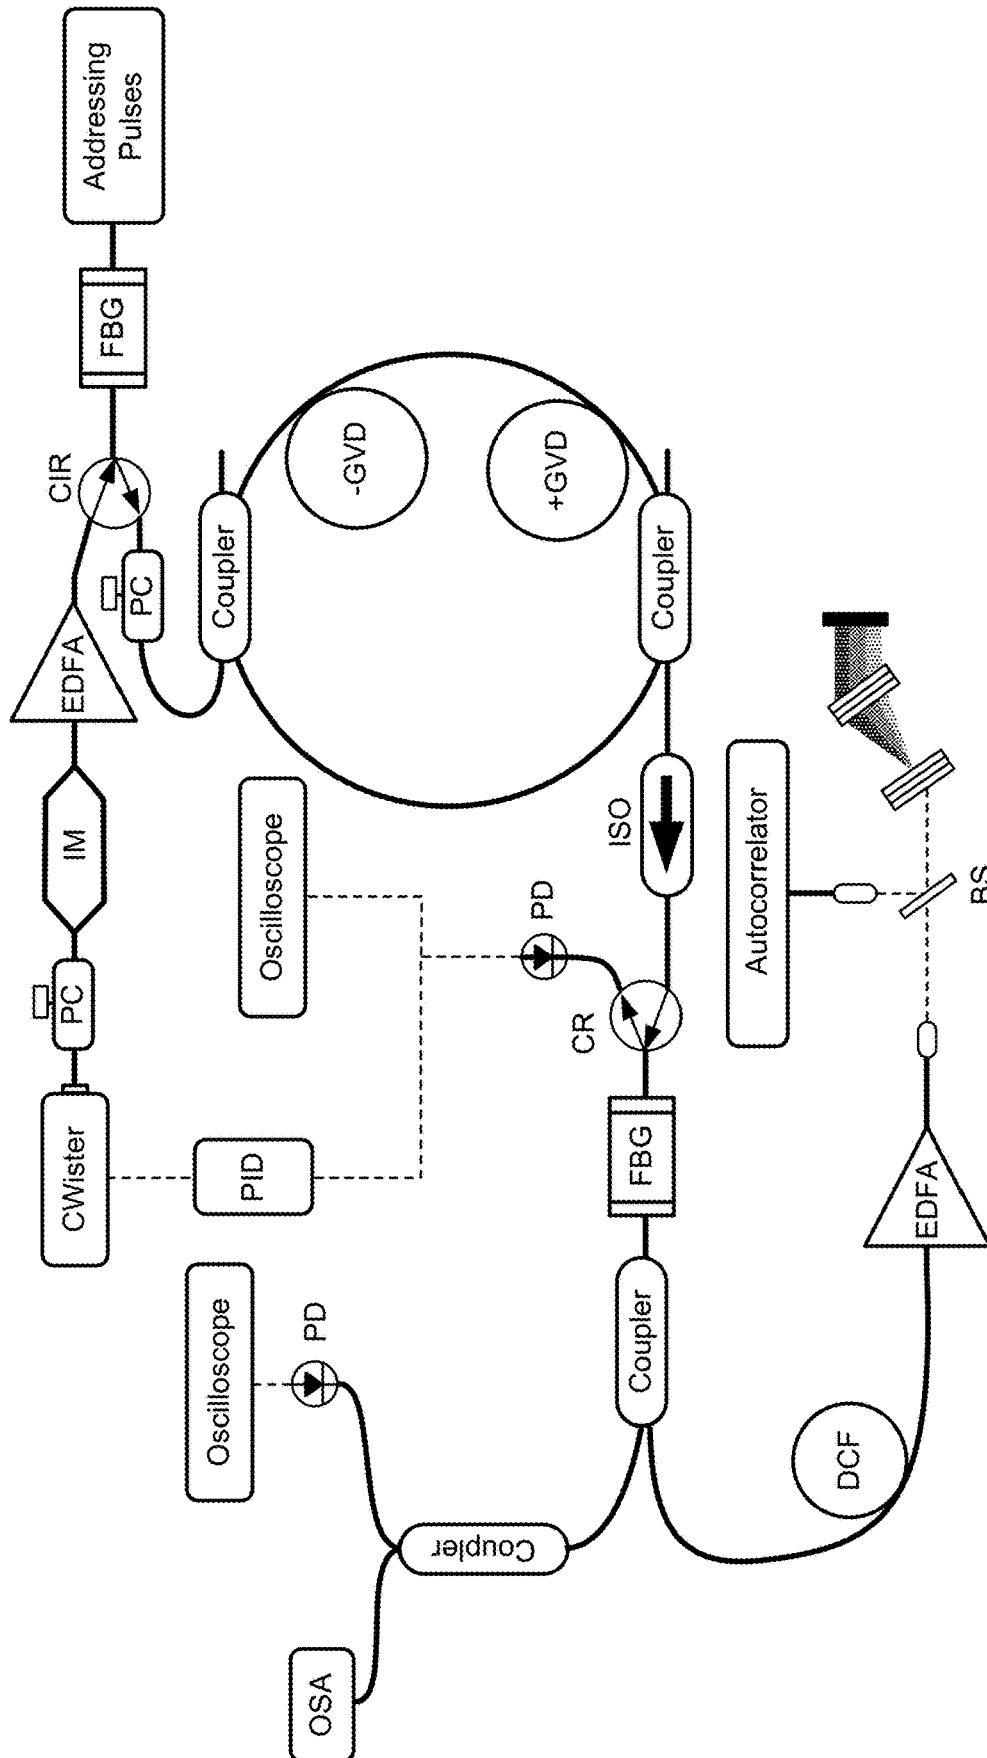 CWister
PC
IM
EDFA
CIR
FBG
Addressing
Pulses
PC
PID
Oscilloscope
Coupler
-GVD
+GVD
Oscilloscope
PD
PD
CR
ISO
Coupler
OSA
Coupler
Coupler
FBG
Autocorrelator
DCF
EDFA
BS